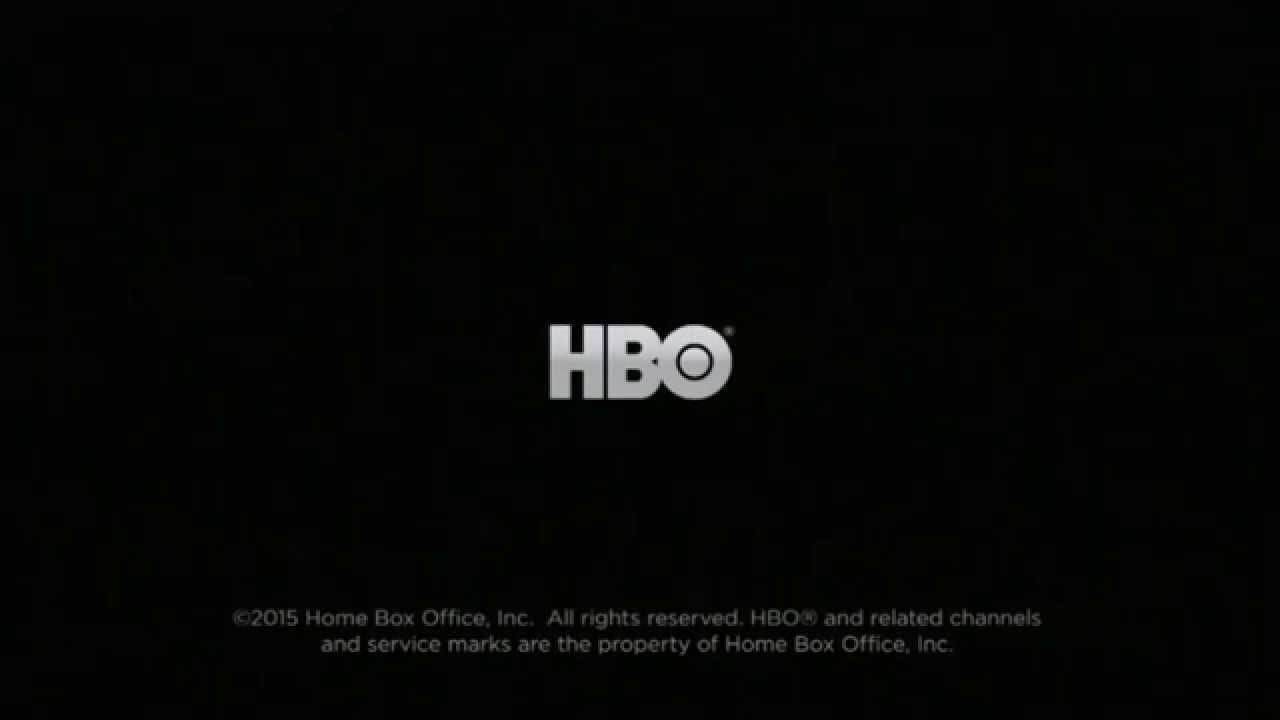 HBO®
©2015 Home Box Office, Inc.  All rights reserved. HBO® and related channels
and service marks are the property of Home Box Office, Inc.